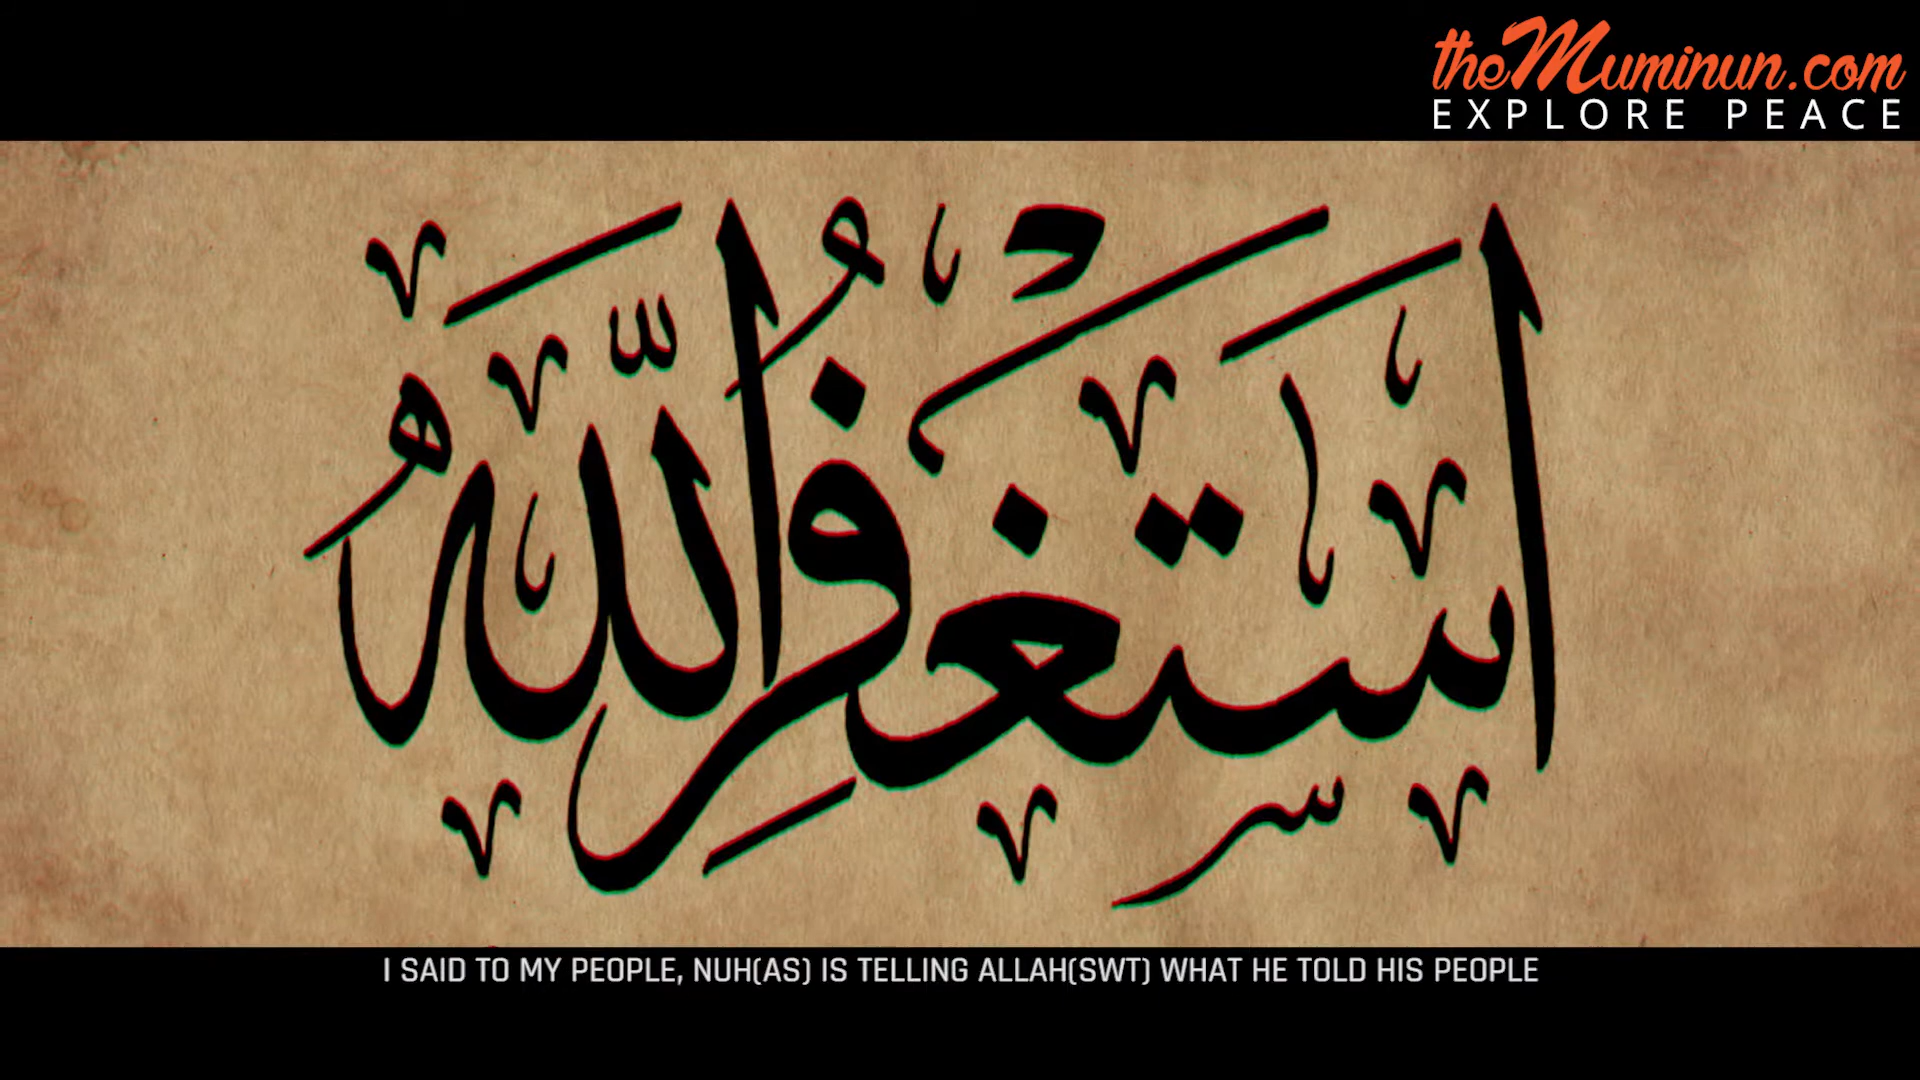 theMuminun.com
EXPLORE PEACE
استغفر الله
I SAID TO MY PEOPLE, NUH(AS) IS TELLING ALLAH(SWT) WHAT HE TOLD HIS PEOPLE